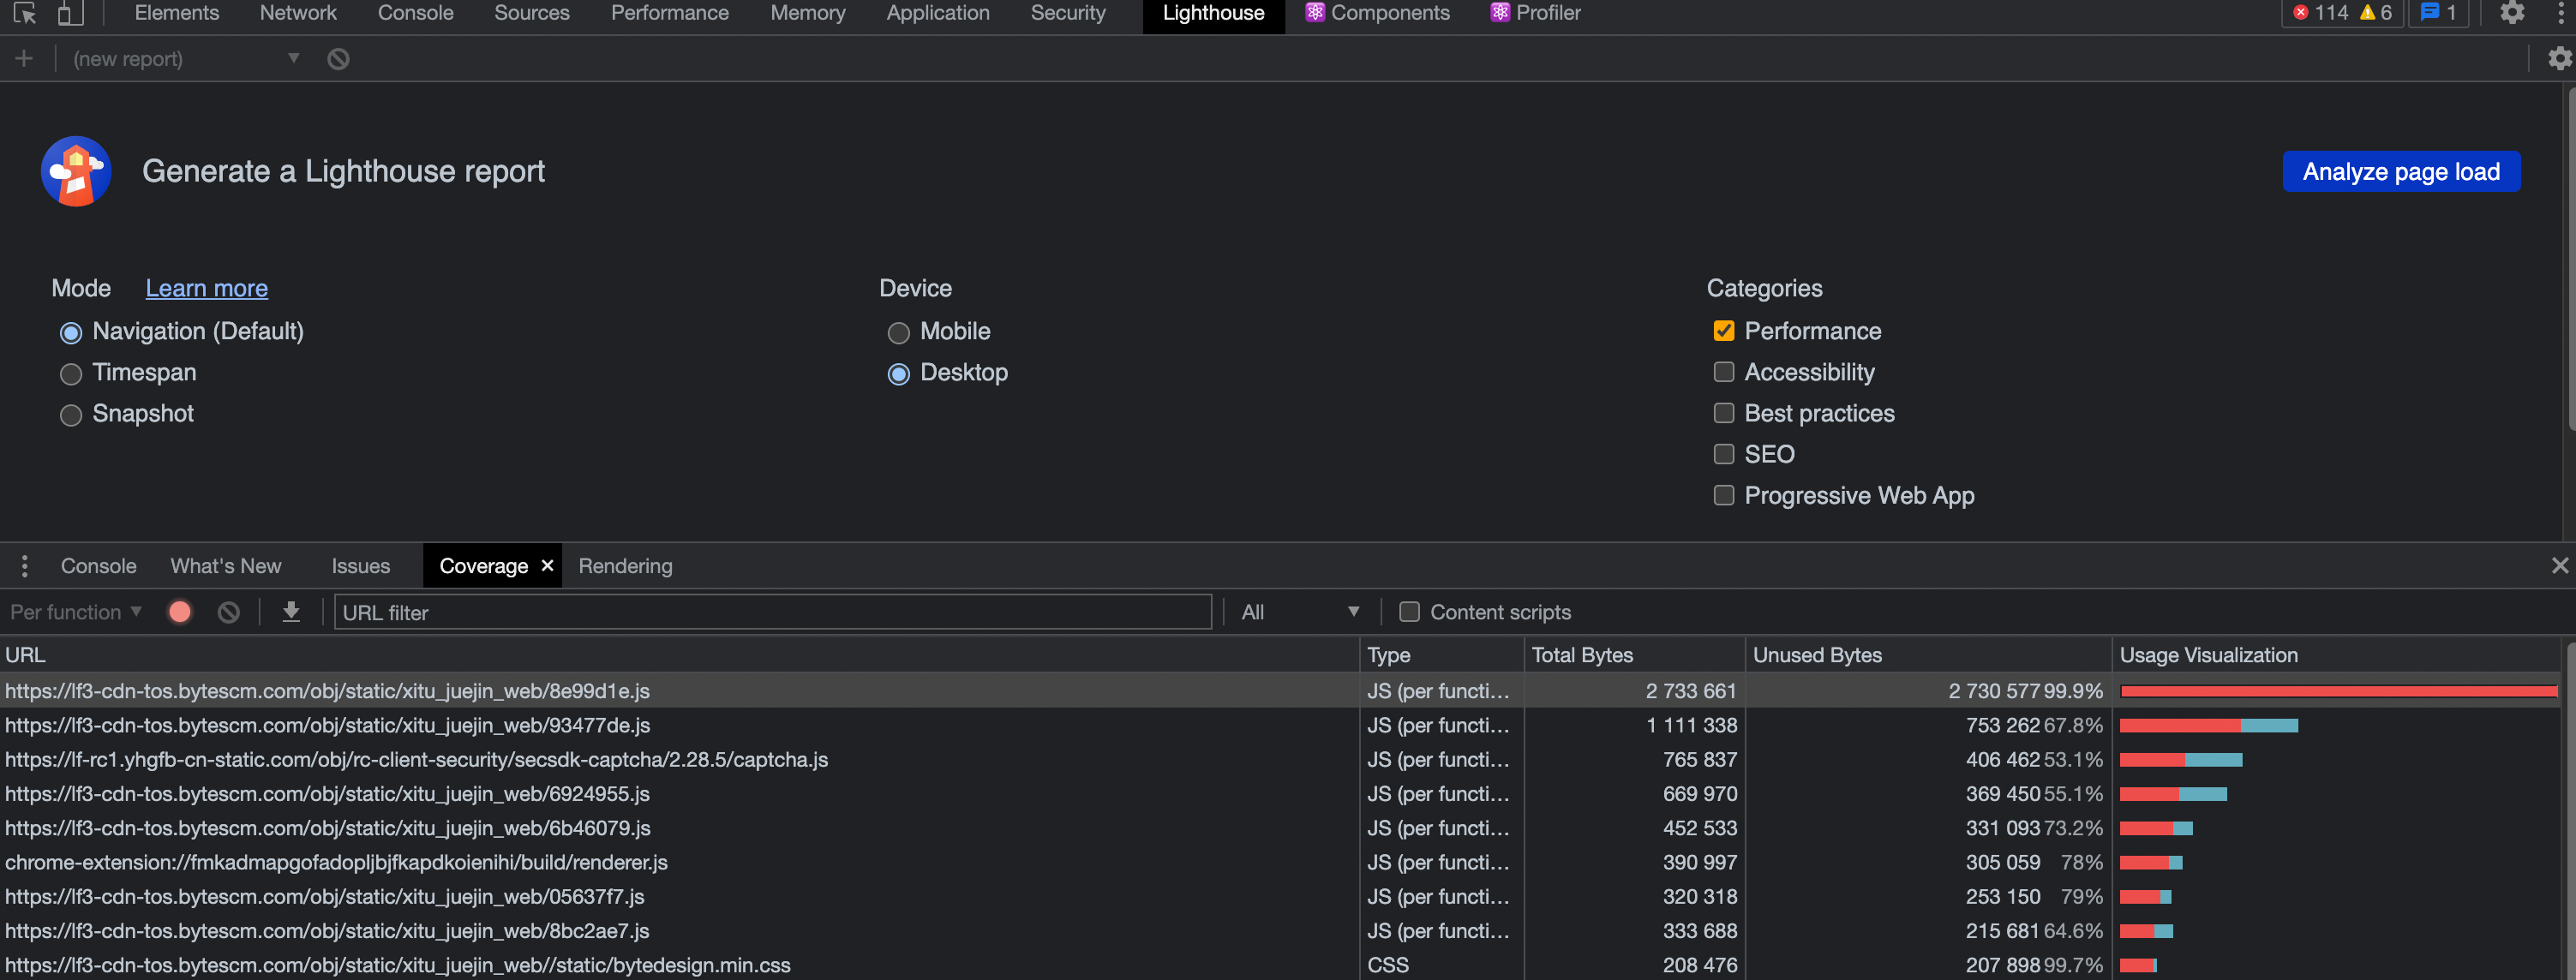 Elements Network Console Sources Performance Memory Application Security Lighthouse Components Profiler 114 6 1
(new report)
Generate a Lighthouse report Analyze page load
Mode Learn more Device Categories
Navigation (Default) Mobile Performance
Timespan Desktop Accessibility
Snapshot Best practices
SEO
Progressive Web App
Console What's New Issues Coverage Rendering
Per function URL filter All Content scripts
URL Type Total Bytes Unused Bytes Usage Visualization
https://lf3-cdn-tos.bytescm.com/obj/static/xitu_juejin_web/8e99d1e.js JS (per functi… 2 733 661 2 730 577 99.9%
https://lf3-cdn-tos.bytescm.com/obj/static/xitu_juejin_web/93477de.js JS (per functi… 1 111 338 753 262 67.8%
https://lf-rc1.yhgfb-cn-static.com/obj/rc-client-security/secsdk-captcha/2.28.5/captcha.js JS (per functi… 765 837 406 462 53.1%
https://lf3-cdn-tos.bytescm.com/obj/static/xitu_juejin_web/6924955.js JS (per functi… 669 970 369 450 55.1%
https://lf3-cdn-tos.bytescm.com/obj/static/xitu_juejin_web/6b46079.js JS (per functi… 452 533 331 093 73.2%
chrome-extension://fmkadmapgofadopljbjfkapdkoienihi/build/renderer.js JS (per functi… 390 997 305 059 78%
https://lf3-cdn-tos.bytescm.com/obj/static/xitu_juejin_web/05637f7.js JS (per functi… 320 318 253 150 79%
https://lf3-cdn-tos.bytescm.com/obj/static/xitu_juejin_web/8bc2ae7.js JS (per functi… 333 688 215 681 64.6%
https://lf3-cdn-tos.bytescm.com/obj/static/xitu_juejin_web//static/bytedesign.min.css CSS 208 476 207 898 99.7%